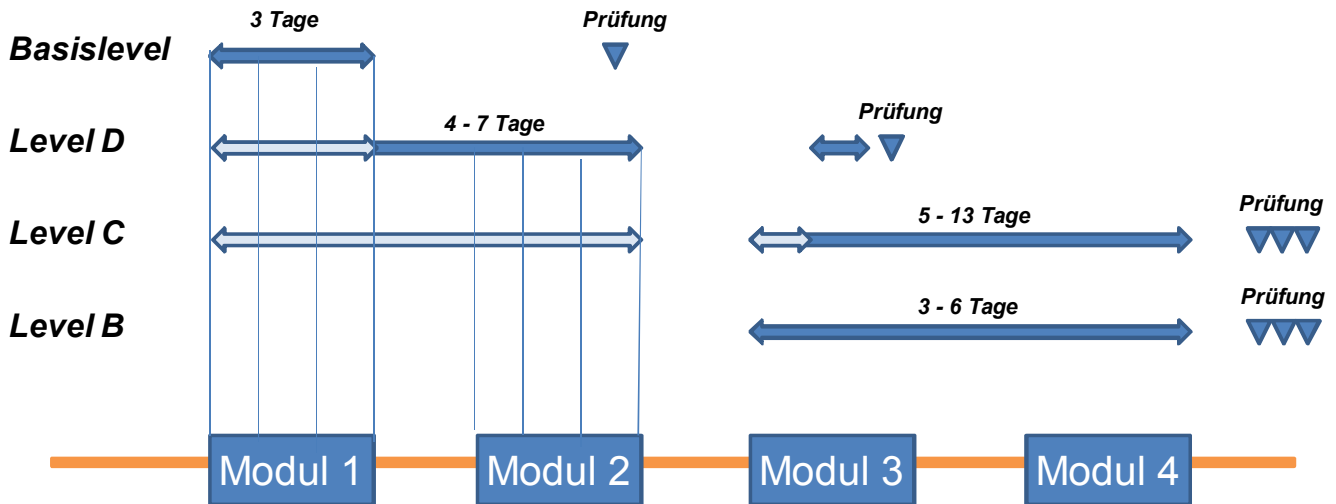 3 Tage
Prüfung
Basislevel
4 - 7 Tage
Prüfung
Level D
5 - 13 Tage
Prüfung
Level C
3 - 6 Tage
Prüfung
Level B
Modul 1
Modul 2
Modul 3
Modul 4